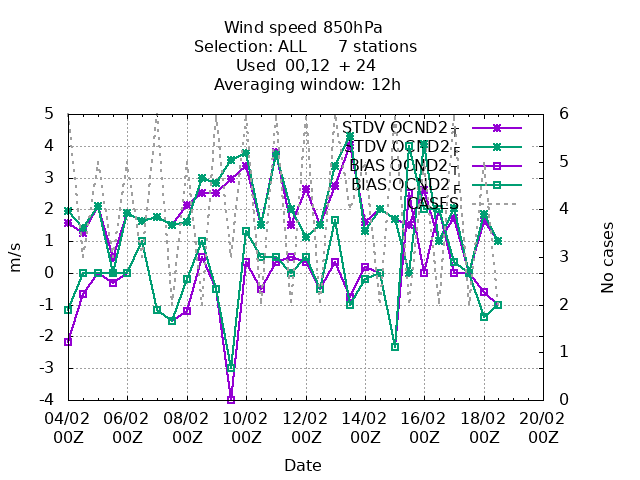 Wind speed 850hPa
Selection: ALL 7 stations
Used 00,12 + 24
Averaging window: 12h
STDV OCND2_T
STDV OCND2_F
BIAS OCND2_T
BIAS OCND2_F
CASES
5
4
3
2
1
0
-1
-2
-3
-4
m/s
6
5
4
3
2
1
0
No cases
04/02 06/02 08/02 10/02 12/02 14/02 16/02 18/02 20/02
00Z 00Z 00Z 00Z 00Z 00Z 00Z 00Z 00Z
Date